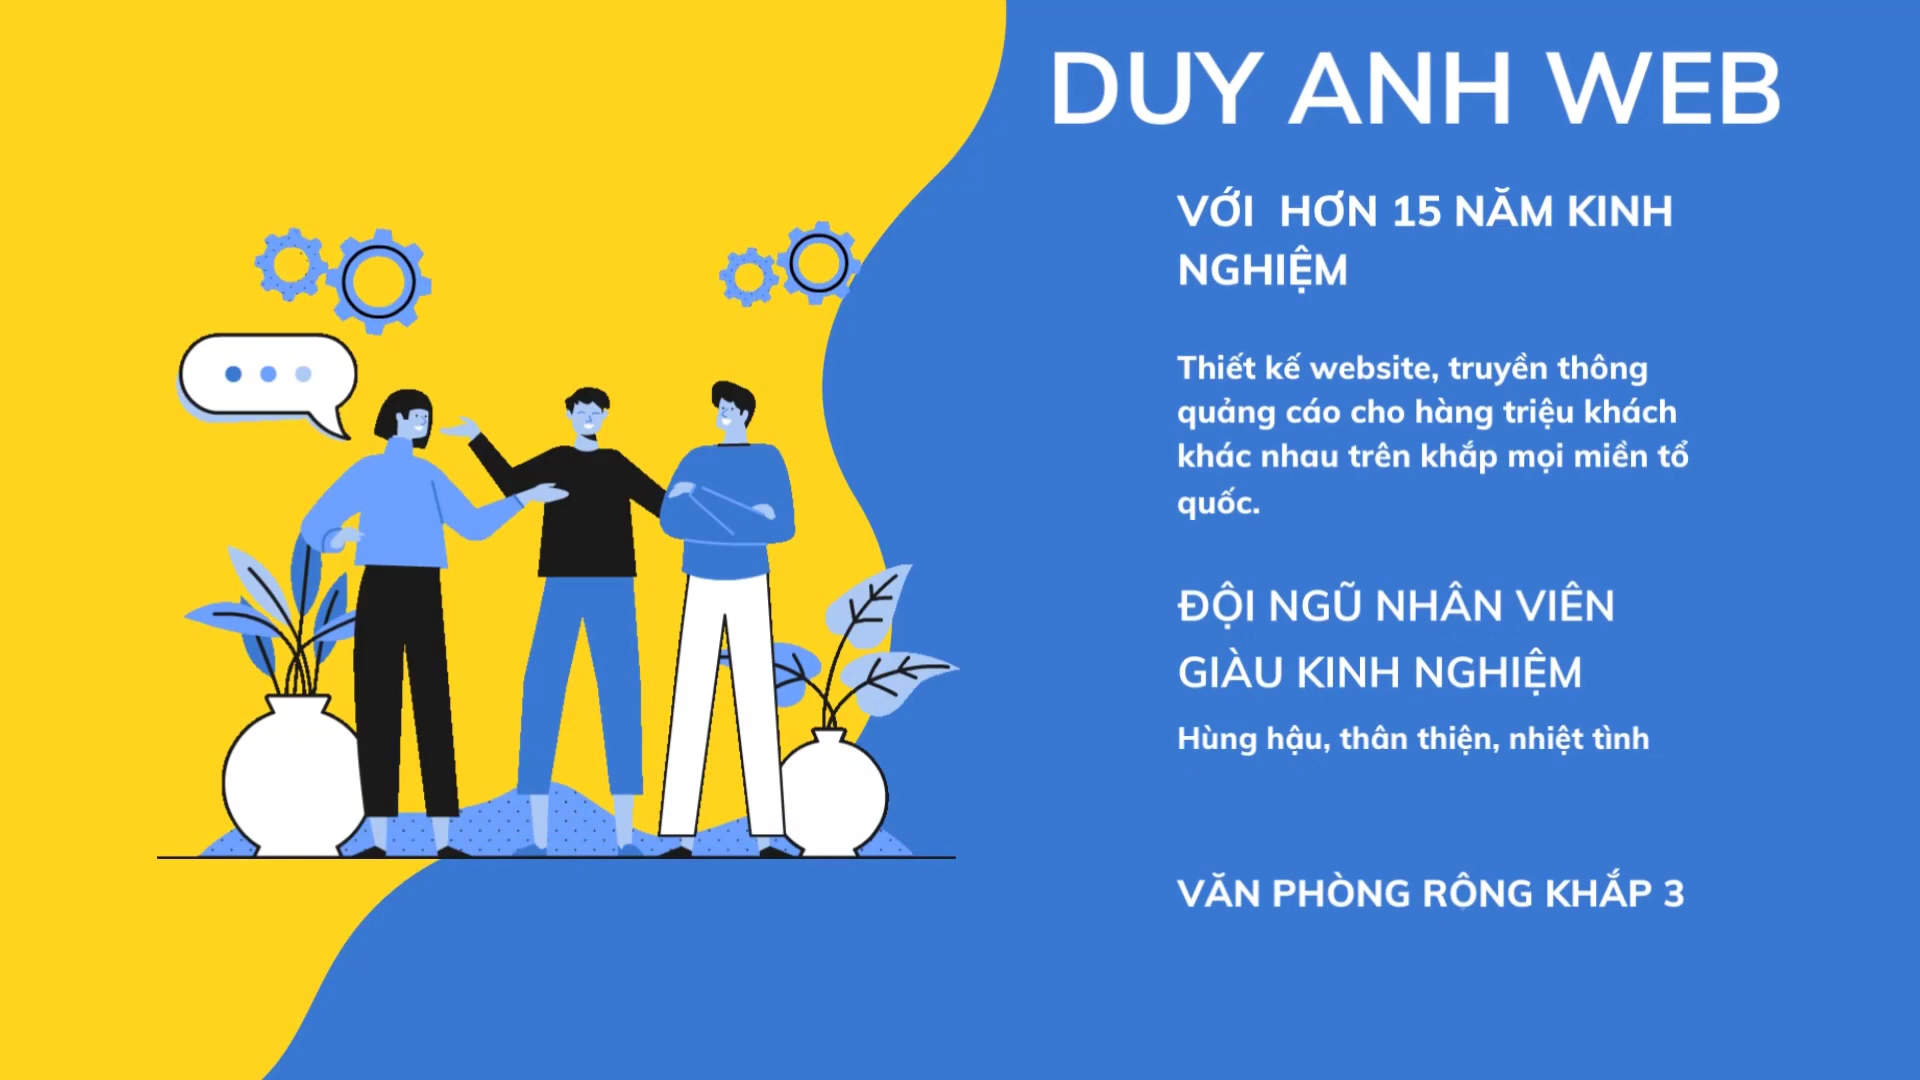 DUY ANH WEB
VỚI HƠN 15 NĂM KINH
NGHIỆM
Thiết kế website, truyền thông
quảng cáo cho hàng triệu khách
khác nhau trên khắp mọi miền tổ
quốc.
ĐỘI NGŨ NHÂN VIÊN
GIÀU KINH NGHIỆM
Hùng hậu, thân thiện, nhiệt tình
VĂN PHÒNG RỘNG KHẮP 3